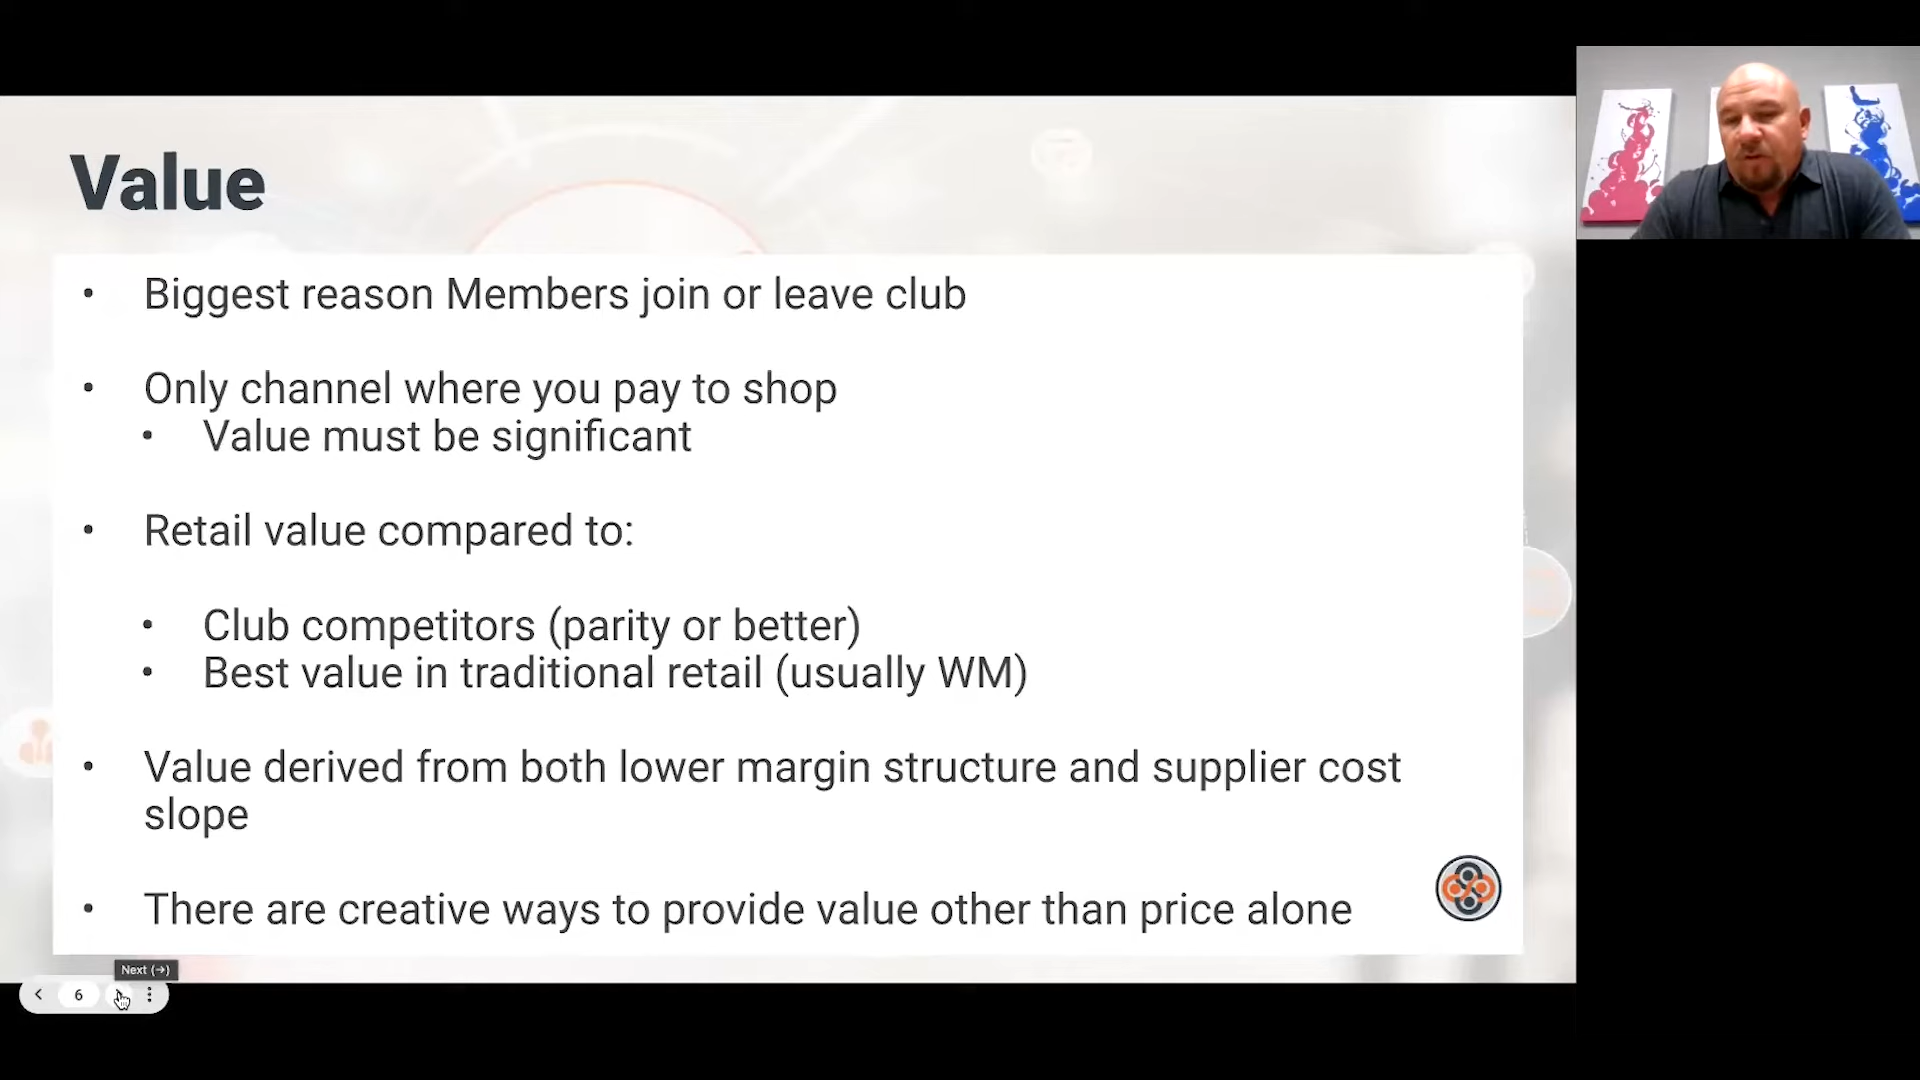 Value
• Biggest reason Members join or leave club
• Only channel where you pay to shop
• Value must be significant
• Retail value compared to:
• Club competitors (parity or better)
• Best value in traditional retail (usually WM)
• Value derived from both lower margin structure and supplier cost
slope
• There are creative ways to provide value other than price alone
Next (→)
6